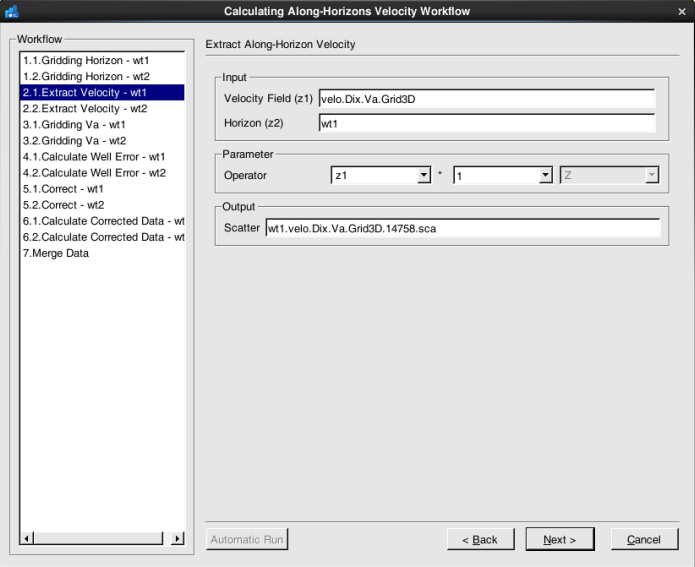 Calculating Along-Horizons Velocity Workflow
Workflow
1.1.Gridding Horizon - wt1
1.2.Gridding Horizon - wt2
2.1.Extract Velocity - wt1
2.2.Extract Velocity - wt2
3.1.Gridding Va - wt1
3.2.Gridding Va - wt2
4.1.Calculate Well Error - wt1
4.2.Calculate Well Error - wt2
5.1.Correct - wt1
5.2.Correct - wt2
6.1.Calculate Corrected Data - wt
6.2.Calculate Corrected Data - wt
7.Merge Data
Extract Along-Horizon Velocity
Input
Velocity Field (z1) velo.Dix.Va.Grid3D
Horizon (z2) wt1
Parameter
Operator z1 * 1 Z
Output
Scatter wt1.velo.Dix.Va.Grid3D.14758.sca
Automatic Run < Back Next > Cancel